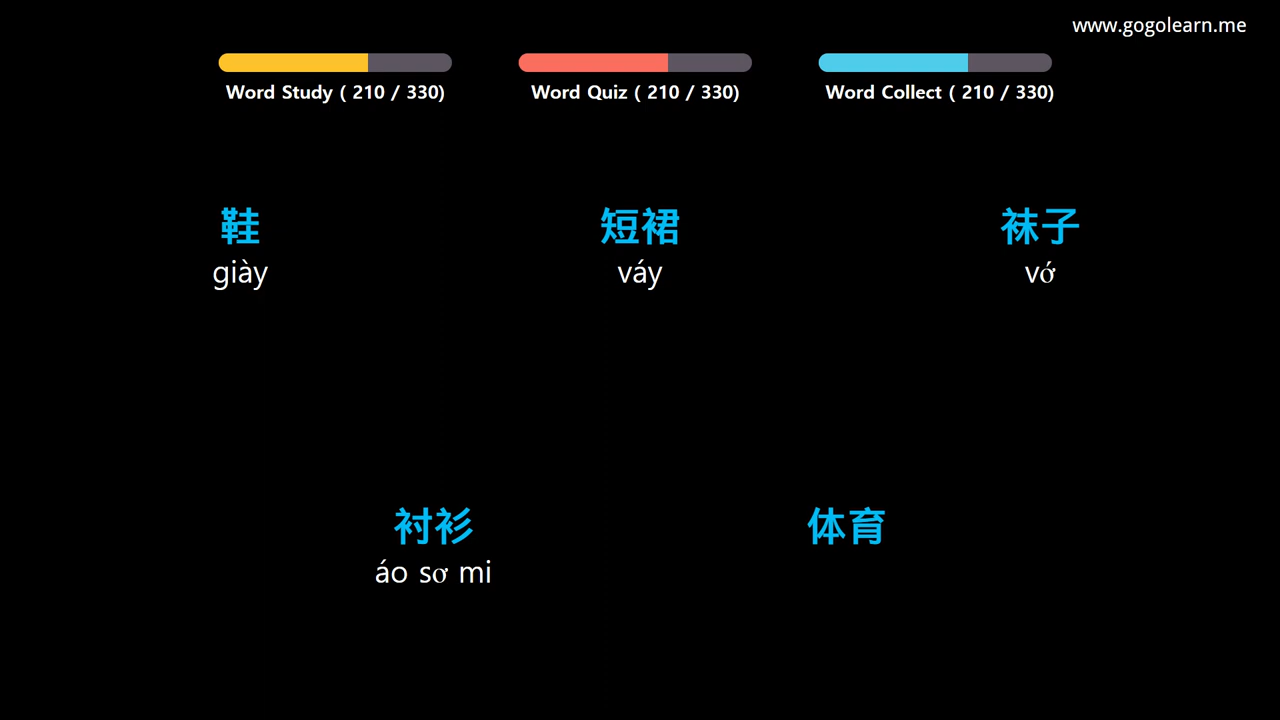 www.gogolearn.me
Word Study ( 210 / 330)
Word Quiz ( 210 / 330)
Word Collect ( 210 / 330)
鞋
giày
短裙
váy
袜子
vớ
衬衫
áo sơ mi
体育